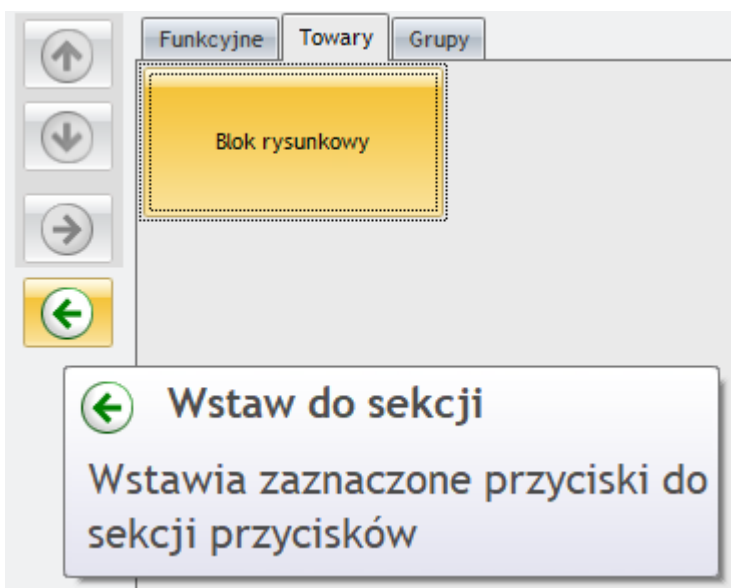 Funkcyjne Towary Grupy
Blok rysunkowy
Wstaw do sekcji
Wstawia zaznaczone przyciski do
sekcji przycisków